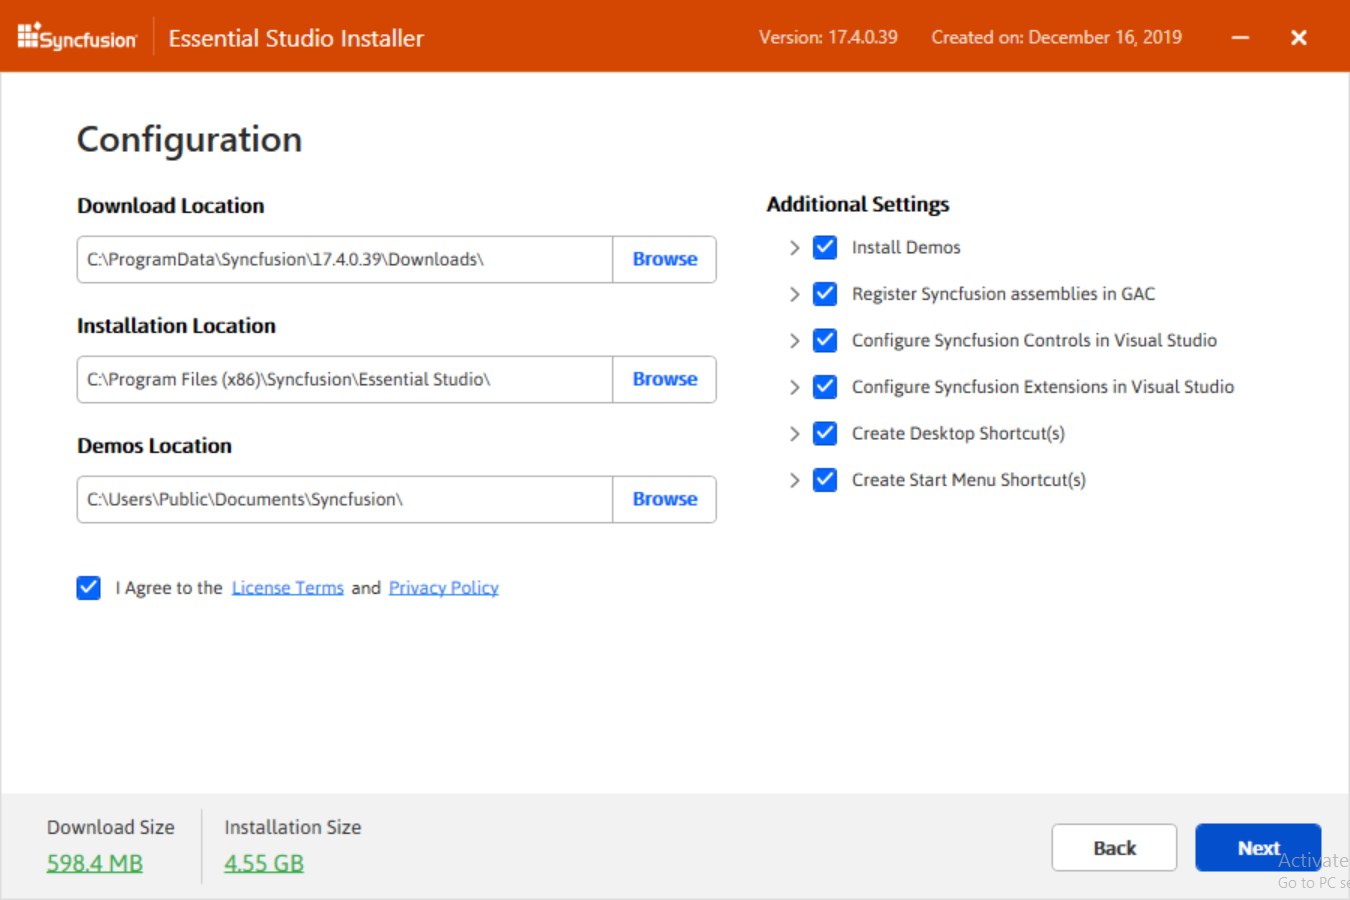 Syncfusion
Essential Studio Installer
Version: 17.4.0.39
Created on: December 16, 2019
Configuration
Download Location
C:\ProgramData\Syncfusion\17.4.0.39\Downloads\
Browse
Installation Location
C:\Program Files (x86)\Syncfusion\Essential Studio\
Browse
Demos Location
C:\Users\Public\Documents\Syncfusion\
Browse
I Agree to the License Terms and Privacy Policy
Additional Settings
Install Demos
Register Syncfusion assemblies in GAC
Configure Syncfusion Controls in Visual Studio
Configure Syncfusion Extensions in Visual Studio
Create Desktop Shortcut(s)
Create Start Menu Shortcut(s)
Download Size
598.4 MB
Installation Size
4.55 GB
Back
Next
Activate
Go to PC se